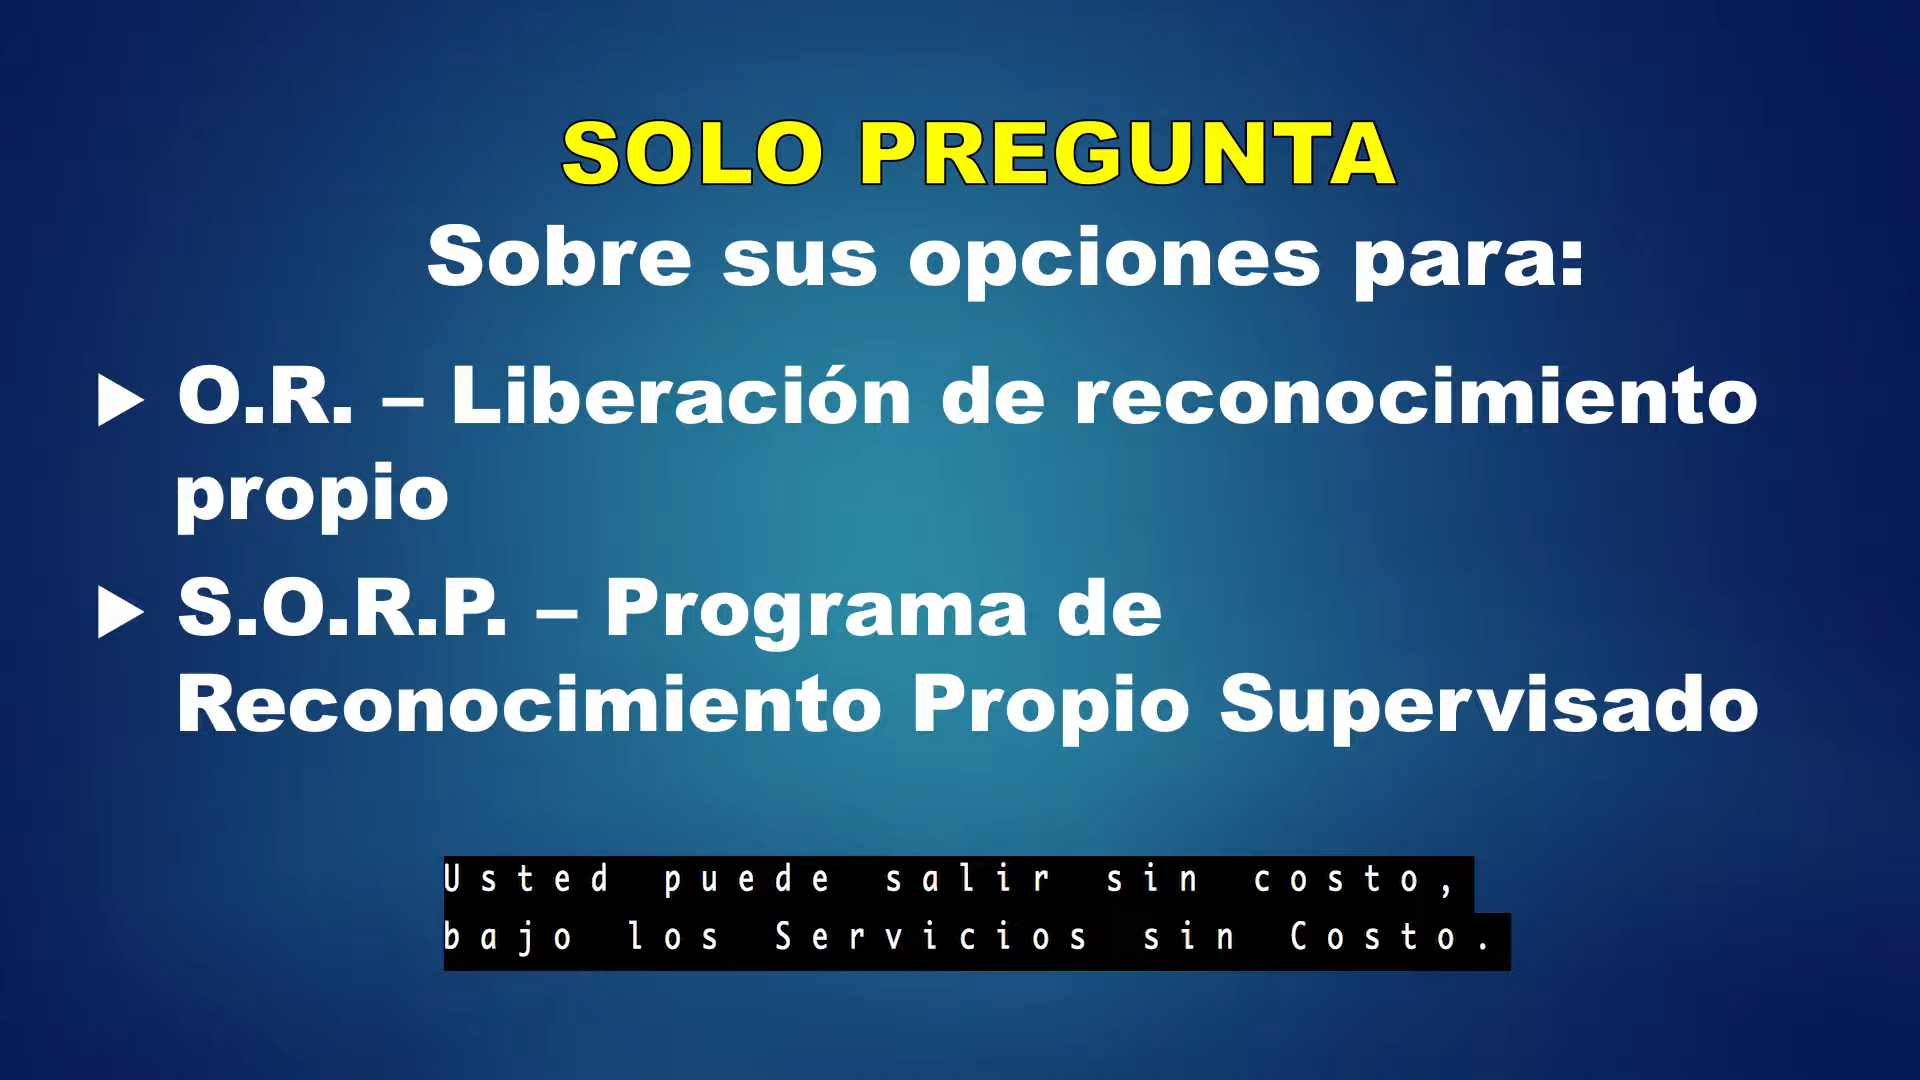 SOLO PREGUNTA
Sobre sus opciones para:
▶ O.R. – Liberación de reconocimiento
propio
▶ S.O.R.P. – Programa de
Reconocimiento Propio Supervisado
Usted puede salir sin costo,
bajo los Servicios sin Costo.